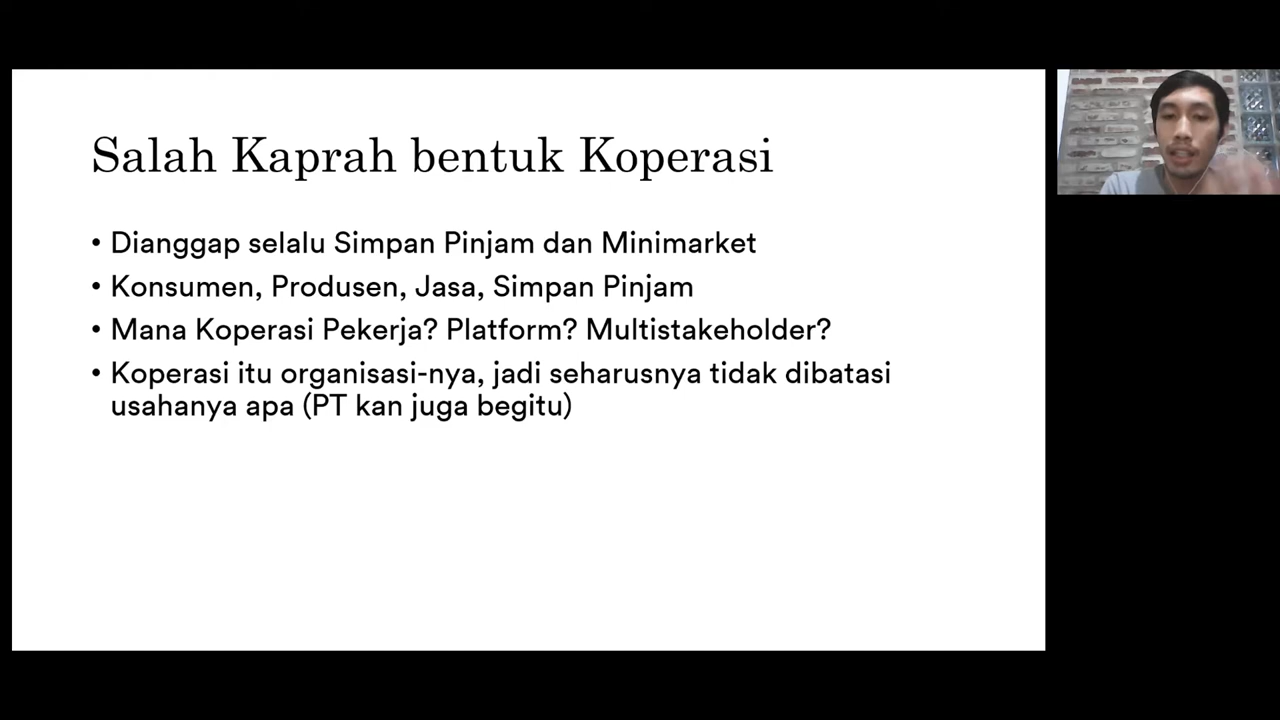 Salah Kaprah bentuk Koperasi
• Dianggap selalu Simpan Pinjam dan Minimarket
• Konsumen, Produsen, Jasa, Simpan Pinjam
• Mana Koperasi Pekerja? Platform? Multistakeholder?
• Koperasi itu organisasi-nya, jadi seharusnya tidak dibatasi
usahanya apa (PT kan juga begitu)